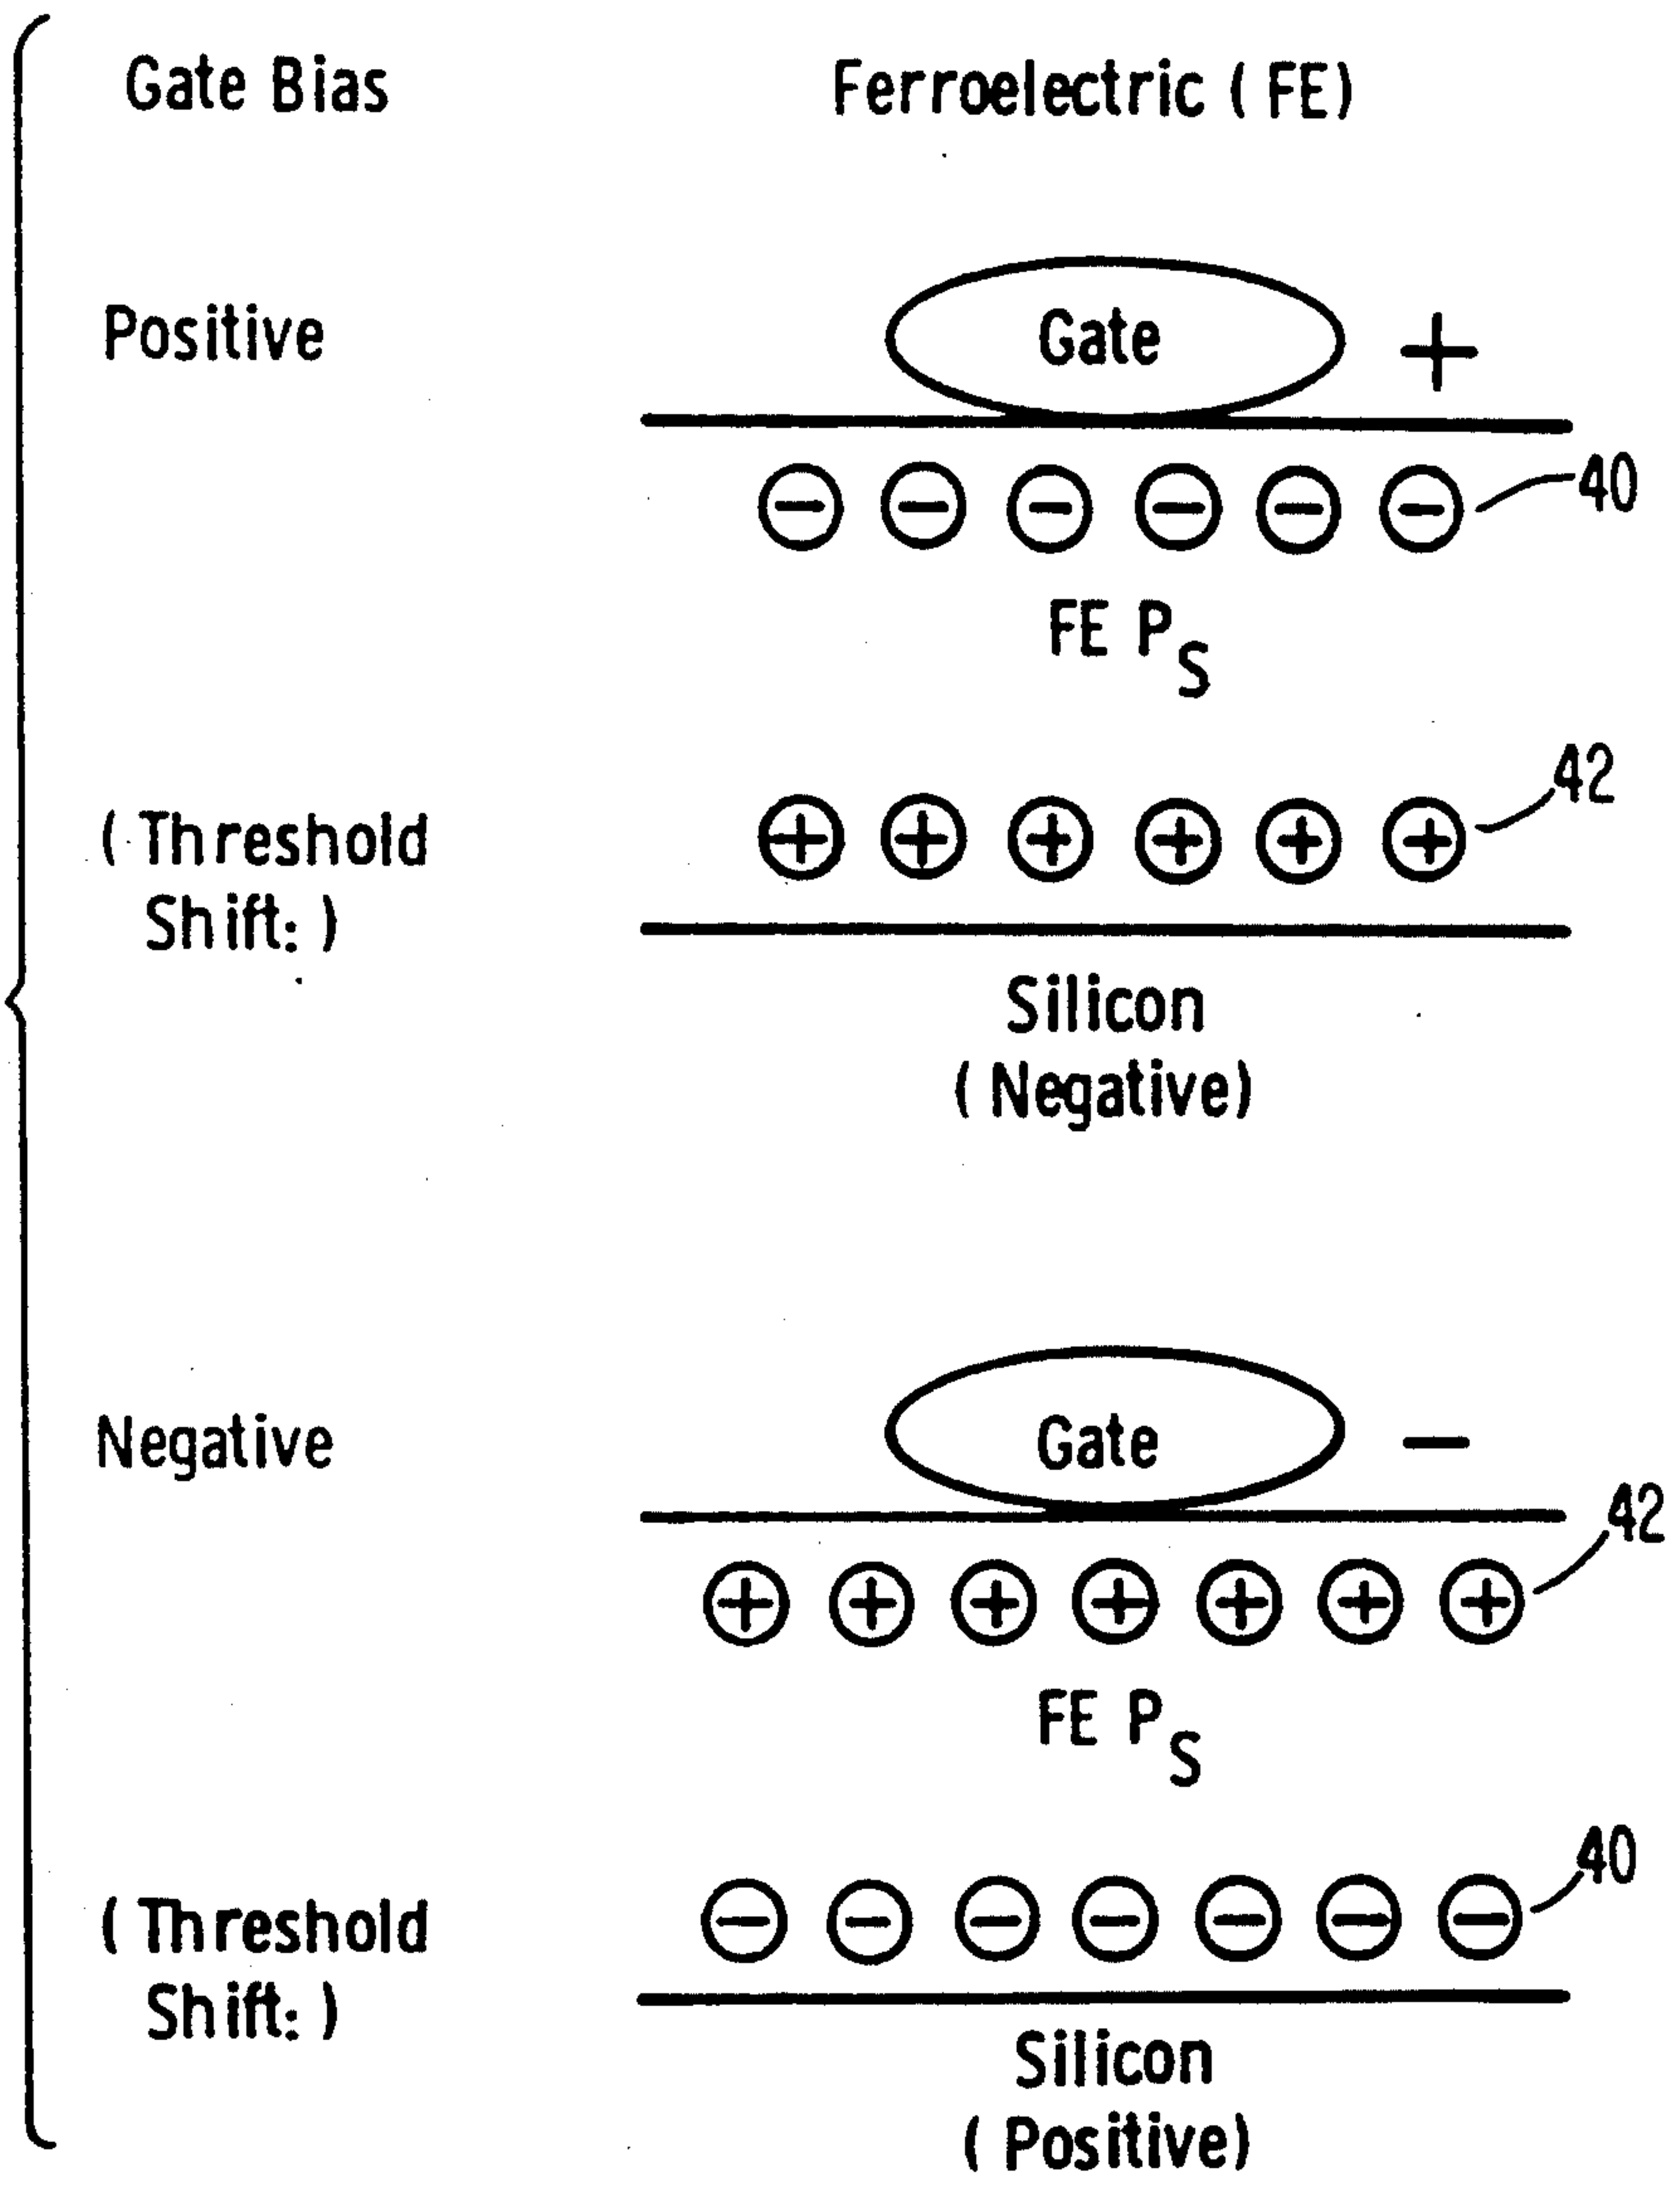 Gate Bias
Ferroelectric (FE)
Positive
Gate +
⊖ ⊖ ⊖ ⊖ ⊖ ⊖ 40
FE PS
(Threshold
Shift:)
⊕ ⊕ ⊕ ⊕ ⊕ ⊕ 42
Silicon
(Negative)
Negative
Gate −
⊕ ⊕ ⊕ ⊕ ⊕ ⊕ ⊕ 42
FE PS
(Threshold
Shift:)
⊖ ⊖ ⊖ ⊖ ⊖ ⊖ ⊖ 40
Silicon
(Positive)